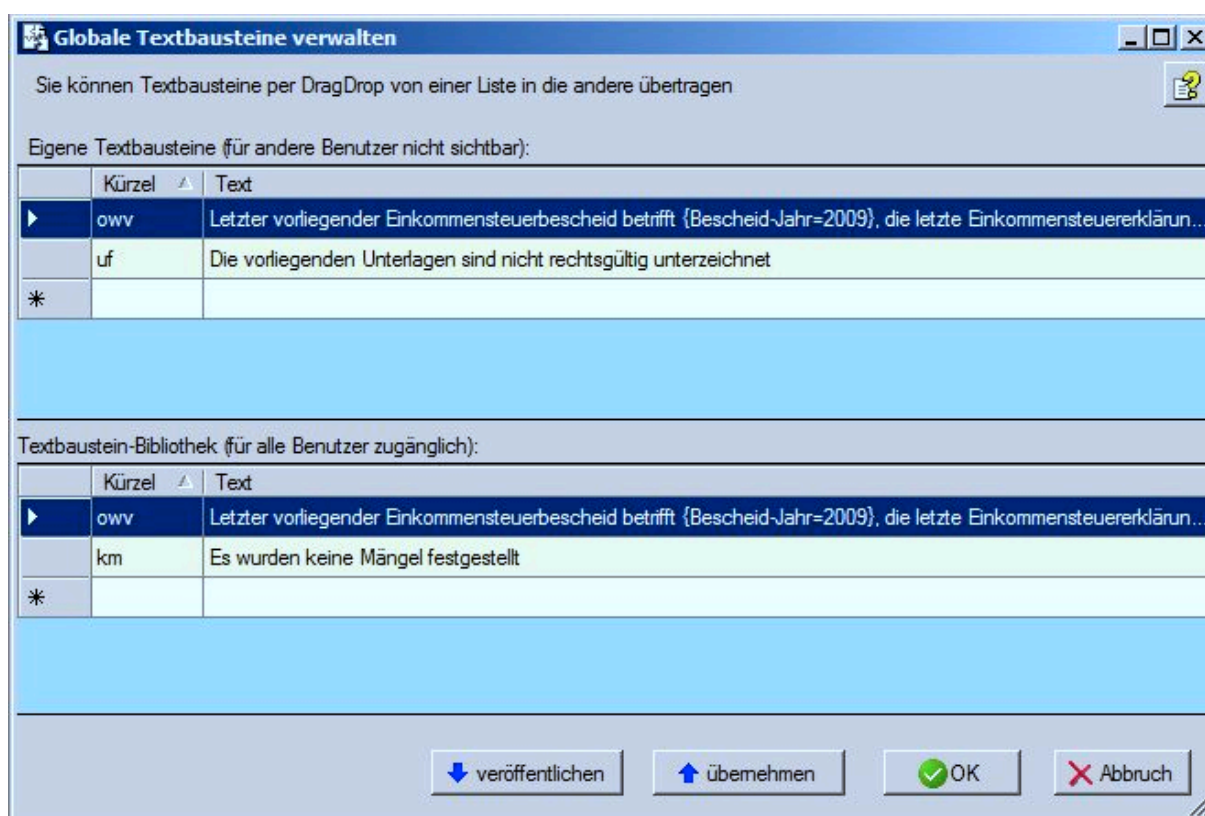 Globale Textbausteine verwalten
Sie können Textbausteine per DragDrop von einer Liste in die andere übertragen
Eigene Textbausteine (für andere Benutzer nicht sichtbar):
Kürzel Text
owv Letzter vorliegender Einkommensteuerbescheid betrifft {Bescheid-Jahr=2009}, die letzte Einkommensteuererklärun...
uf Die vorliegenden Unterlagen sind nicht rechtsgültig unterzeichnet
Textbaustein-Bibliothek (für alle Benutzer zugänglich):
Kürzel Text
owv Letzter vorliegender Einkommensteuerbescheid betrifft {Bescheid-Jahr=2009}, die letzte Einkommensteuererklärun...
km Es wurden keine Mängel festgestellt
veröffentlichen übernehmen OK Abbruch